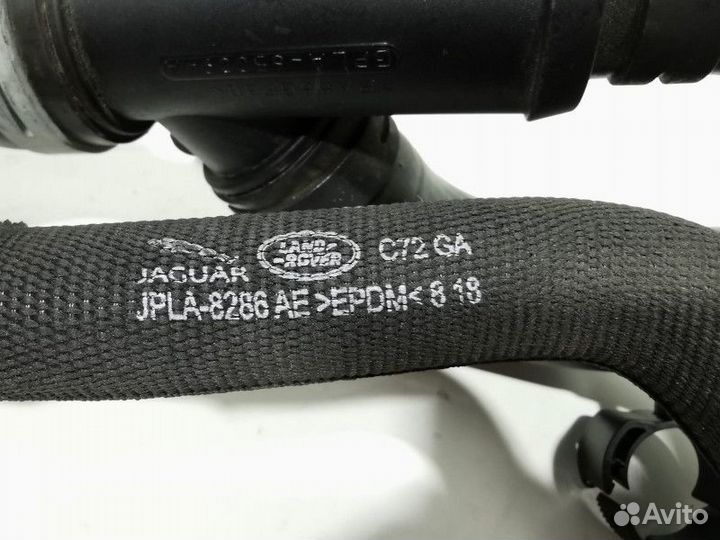 JAGUAR
LAND-
-ROVER
C72 GA
JPLA-8286 AE >EPDM< 8 18
Avito